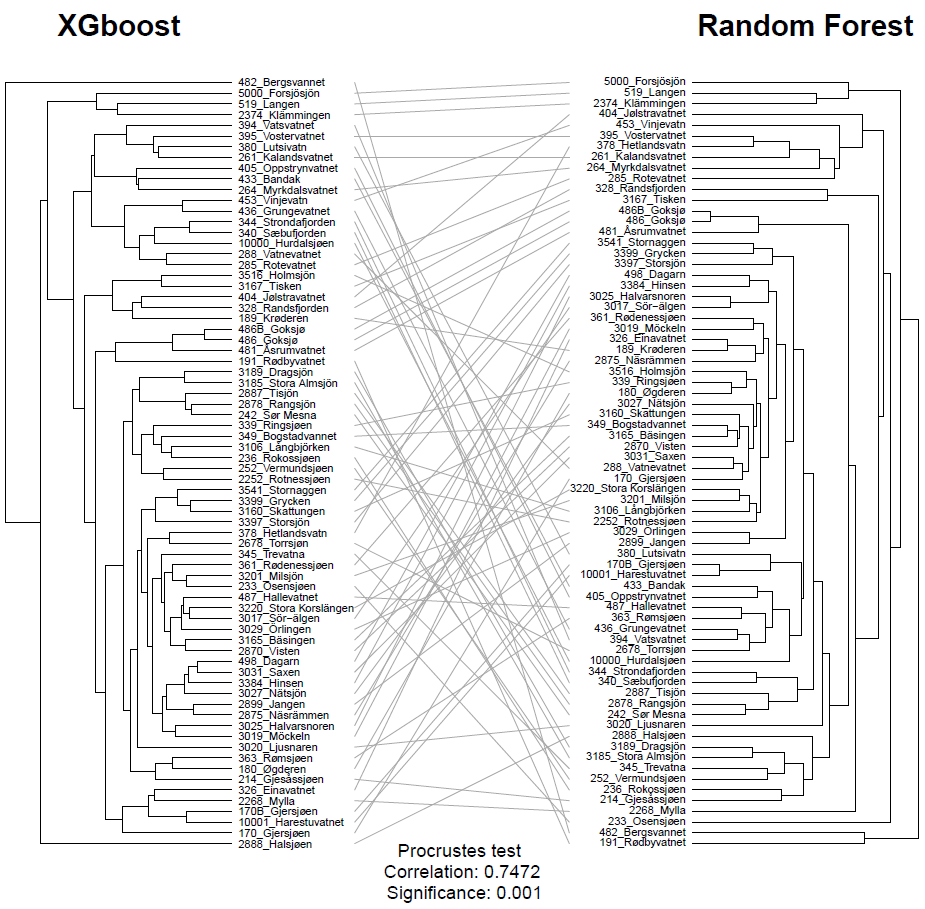 XGboost
Random Forest
482_Bergsvannet
5000_Forsjösjön
519_Langen
2374_Klämmingen
394_Vatsvatnet
395_Vostervatnet
380_Lutsivatn
261_Kalandsvatnet
405_Oppstrynvatnet
433_Bandak
264_Myrkdalsvatnet
453_Vinjevatn
436_Grungevatnet
344_Strondafjorden
340_Sæbufjorden
10000_Hurdalsjøen
288_Vatnevatnet
285_Rotevatnet
3516_Holmsjön
3167_Tisken
404_Jølstravatnet
328_Randsfjorden
189_Krøderen
486B_Goksjø
486_Goksjø
481_Åsrumvatnet
191_Rødbyvatnet
3189_Dragsjön
3185_Stora Almsjön
2887_Tisjön
2878_Rangsjön
242_Sør Mesna
339_Ringsjøen
349_Bogstadvannet
3106_Långbjörken
236_Rokossjøen
252_Vermundsjøen
2252_Rotnessjøen
3541_Stornaggen
3399_Grycken
3160_Skattungen
3397_Storsjön
378_Hetlandsvatn
2678_Torrsjøn
345_Trevatna
361_Rødenessjøen
3201_Milsjön
233_Osensjøen
487_Hallevatnet
3220_Stora Korslängen
3017_Sör−älgen
3029_Örlingen
3165_Bäsingen
2870_Visten
498_Dagarn
3031_Saxen
3384_Hinsen
3027_Nätsjön
2899_Jangen
2875_Näsrämmen
3025_Halvarsnoren
3019_Möckeln
3020_Ljusnaren
363_Rømsjøen
180_Øgderen
214_Gjesåssjøen
326_Einavatnet
2268_Mylla
170B_Gjersjøen
10001_Harestuvatnet
170_Gjersjøen
2888_Halsjøen
5000_Forsjösjön
519_Langen
2374_Klämmingen
404_Jølstravatnet
453_Vinjevatn
395_Vostervatnet
378_Hetlandsvatn
261_Kalandsvatnet
264_Myrkdalsvatnet
285_Rotevatnet
328_Randsfjorden
3167_Tisken
486B_Goksjø
486_Goksjø
481_Åsrumvatnet
3541_Stornaggen
3399_Grycken
3397_Storsjön
498_Dagarn
3384_Hinsen
3025_Halvarsnoren
3017_Sör−älgen
361_Rødenessjøen
3019_Möckeln
326_Einavatnet
189_Krøderen
2875_Näsrämmen
3516_Holmsjön
339_Ringsjøen
180_Øgderen
3027_Nätsjön
3160_Skattungen
349_Bogstadvannet
3165_Bäsingen
2870_Visten
3031_Saxen
288_Vatnevatnet
170_Gjersjøen
3220_Stora Korslängen
3201_Milsjön
3106_Långbjörken
2252_Rotnessjøen
3029_Örlingen
2899_Jangen
380_Lutsivatn
170B_Gjersjøen
10001_Harestuvatnet
433_Bandak
405_Oppstrynvatnet
487_Hallevatnet
363_Rømsjøen
436_Grungevatnet
394_Vatsvatnet
2678_Torrsjøn
10000_Hurdalsjøen
344_Strondafjorden
340_Sæbufjorden
2887_Tisjön
2878_Rangsjön
242_Sør Mesna
3020_Ljusnaren
2888_Halsjøen
3189_Dragsjön
3185_Stora Almsjön
345_Trevatna
252_Vermundsjøen
236_Rokossjøen
214_Gjesåssjøen
2268_Mylla
233_Osensjøen
482_Bergsvannet
191_Rødbyvatnet
Procrustes test
Correlation: 0.7472
Significance: 0.001